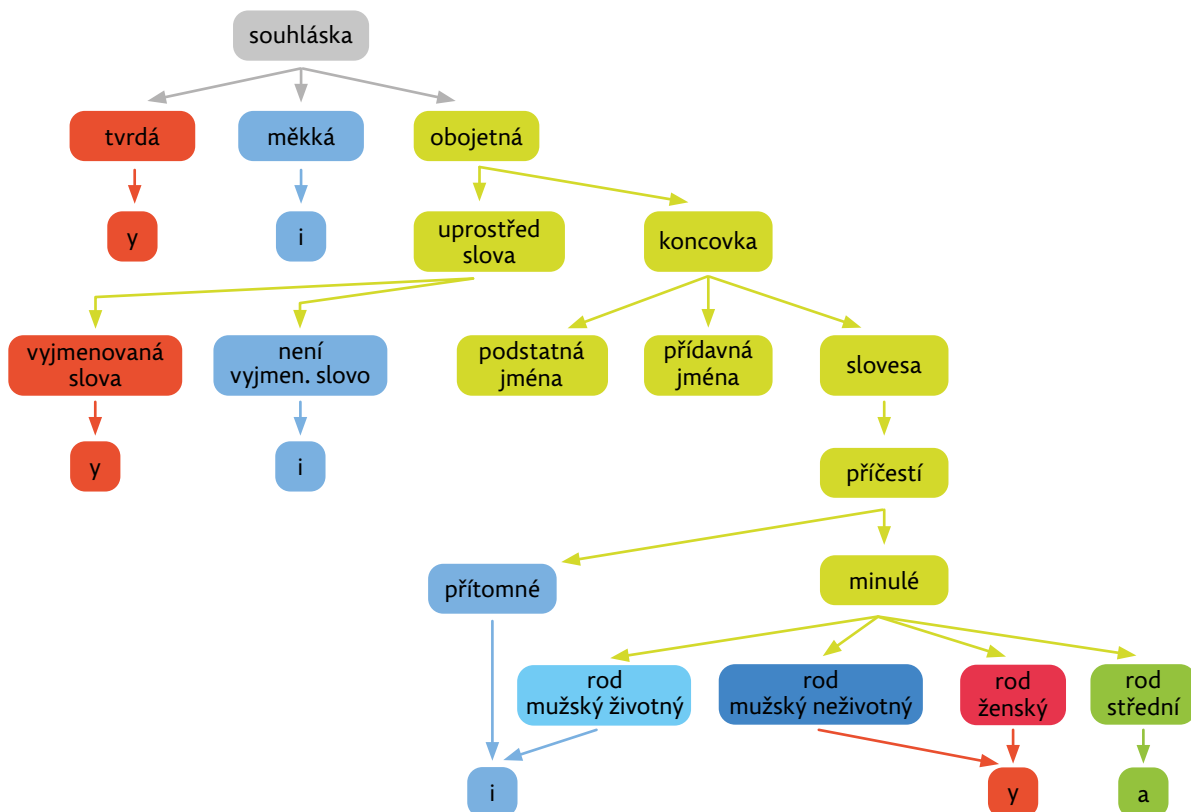 souhláska
tvrdá
měkká
obojetná
y
i
uprostřed
slova
koncovka
vyjmenovaná
slova
není
vyjmen. slovo
podstatná
jména
přídavná
jména
slovesa
y
i
příčestí
přítomné
minulé
rod
mužský životný
rod
mužský neživotný
rod
ženský
rod
střední
i
y
a